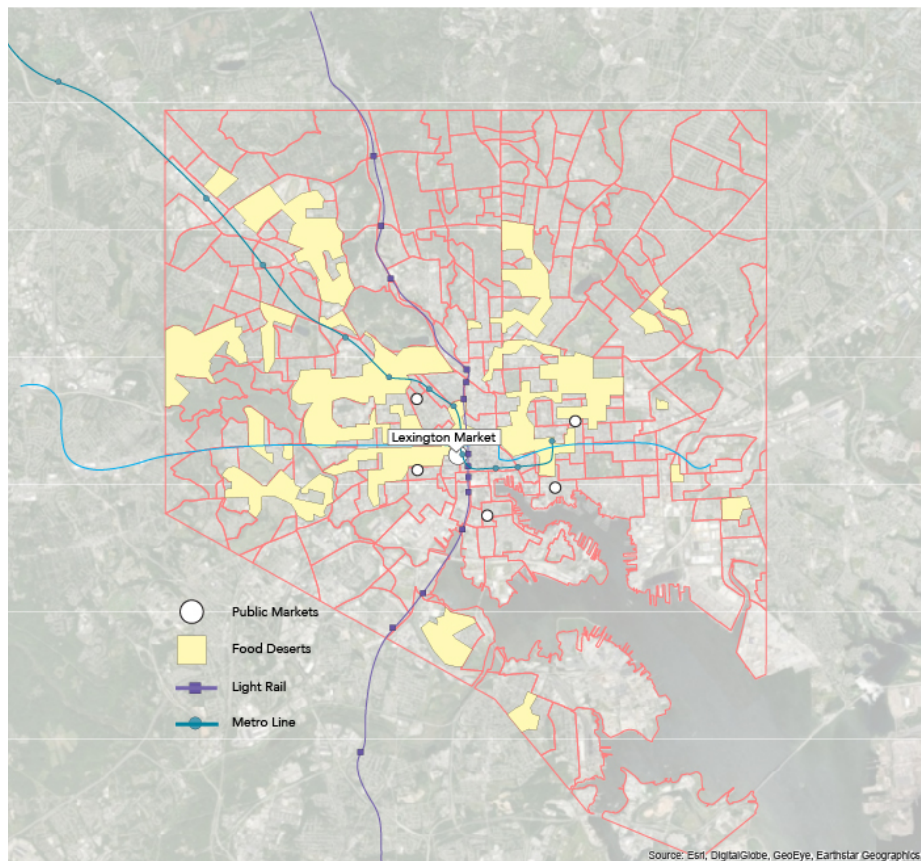 Lexington Market
Public Markets
Food Deserts
Light Rail
Metro Line
Source: Esri, DigitalGlobe, GeoEye, Earthstar Geographics